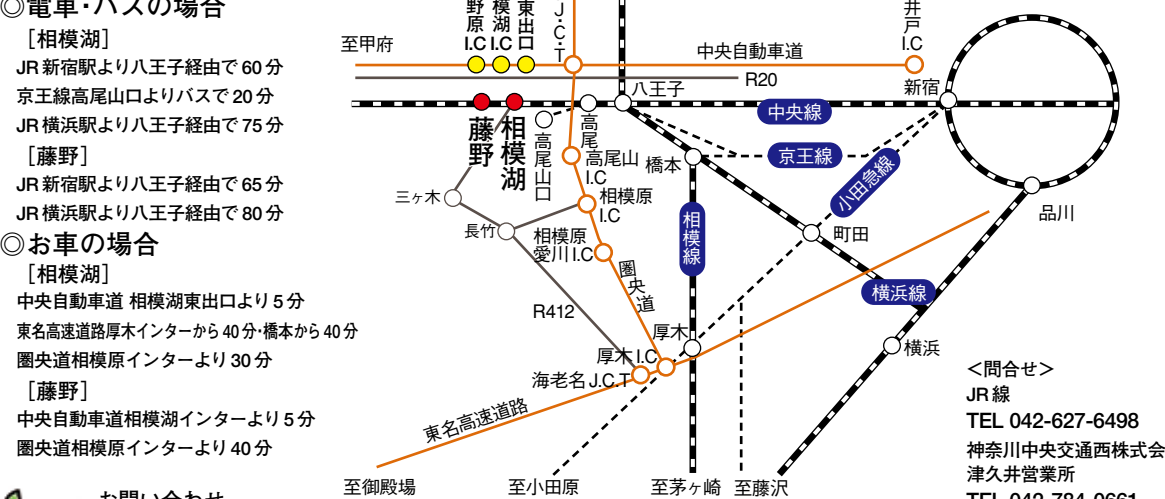 ◎電車・バスの場合
［相模湖］
JR新宿駅より八王子経由で60分
京王線高尾山口よりバスで20分
JR横浜駅より八王子経由で75分
［藤野］
JR新宿駅より八王子経由で65分
JR横浜駅より八王子経由で80分
◎お車の場合
［相模湖］
中央自動車道 相模湖東出口より5分
東名高速道路厚木インターから40分・橋本から40分
圏央道相模原インターより30分
［藤野］
中央自動車道相模湖インターより5分
圏央道相模原インターより40分
お問い合わせ
野原I.C
模湖I.C
東出口
J.C.T
井戸I.C
至甲府
中央自動車道
R20
八王子
新宿
中央線
藤野
相模湖
高尾山口
高尾
高尾山I.C
橋本
京王線
小田急線
三ヶ木
相模原I.C
品川
長竹
相模原愛川I.C
相模線
町田
圏央道
横浜線
R412
厚木
横浜
厚木I.C
海老名J.C.T
東名高速道路
至御殿場
至小田原
至茅ヶ崎
至藤沢
＜問合せ＞
JR線
TEL 042-627-6498
神奈川中央交通西株式会
津久井営業所
TEL 042-784-0661